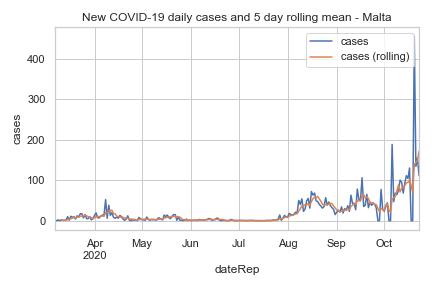 New COVID-19 daily cases and 5 day rolling mean - Malta
cases
cases (rolling)
400
300
200
100
0
cases
Apr May Jun Jul Aug Sep Oct
2020
dateRep